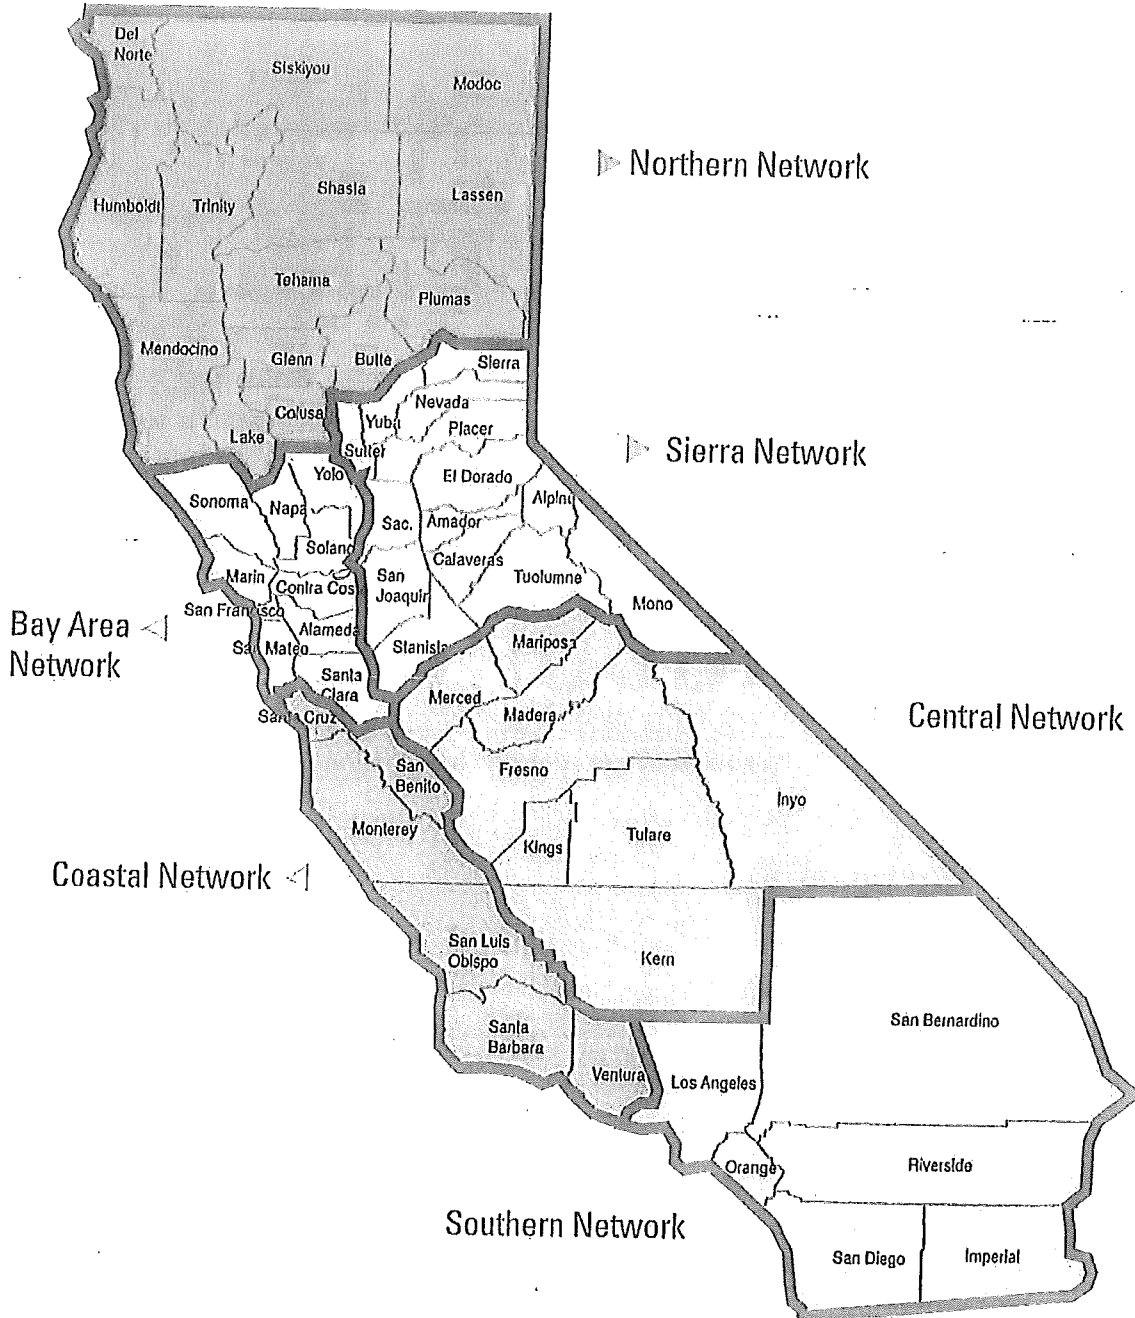 Del
Norte
Siskiyou
Modoc
Northern Network
Humboldt
Trinity
Shasta
Lassen
Tehama
Plumas
Mendocino
Glenn
Butte
Sierra
Colusa
Yuba
Nevada
Lake
Placer
Sutter
Sierra Network
Yolo
El Dorado
Sonoma
Napa
Alpine
Sac.
Amador
Solano
Calaveras
Marin
Contra Cos
San
Joaquin
Tuolumne
Mono
San Francisco
Bay Area
Network
Alameda
San Mateo
Stanislaus
Mariposa
Santa
Clara
Merced
Madera
Central Network
Santa Cruz
San
Benito
Fresno
Inyo
Monterey
Kings
Tulare
Coastal Network
San Luis
Obispo
Kern
Santa
Barbara
San Bernardino
Ventura
Los Angeles
Orange
Riverside
Southern Network
San Diego
Imperial